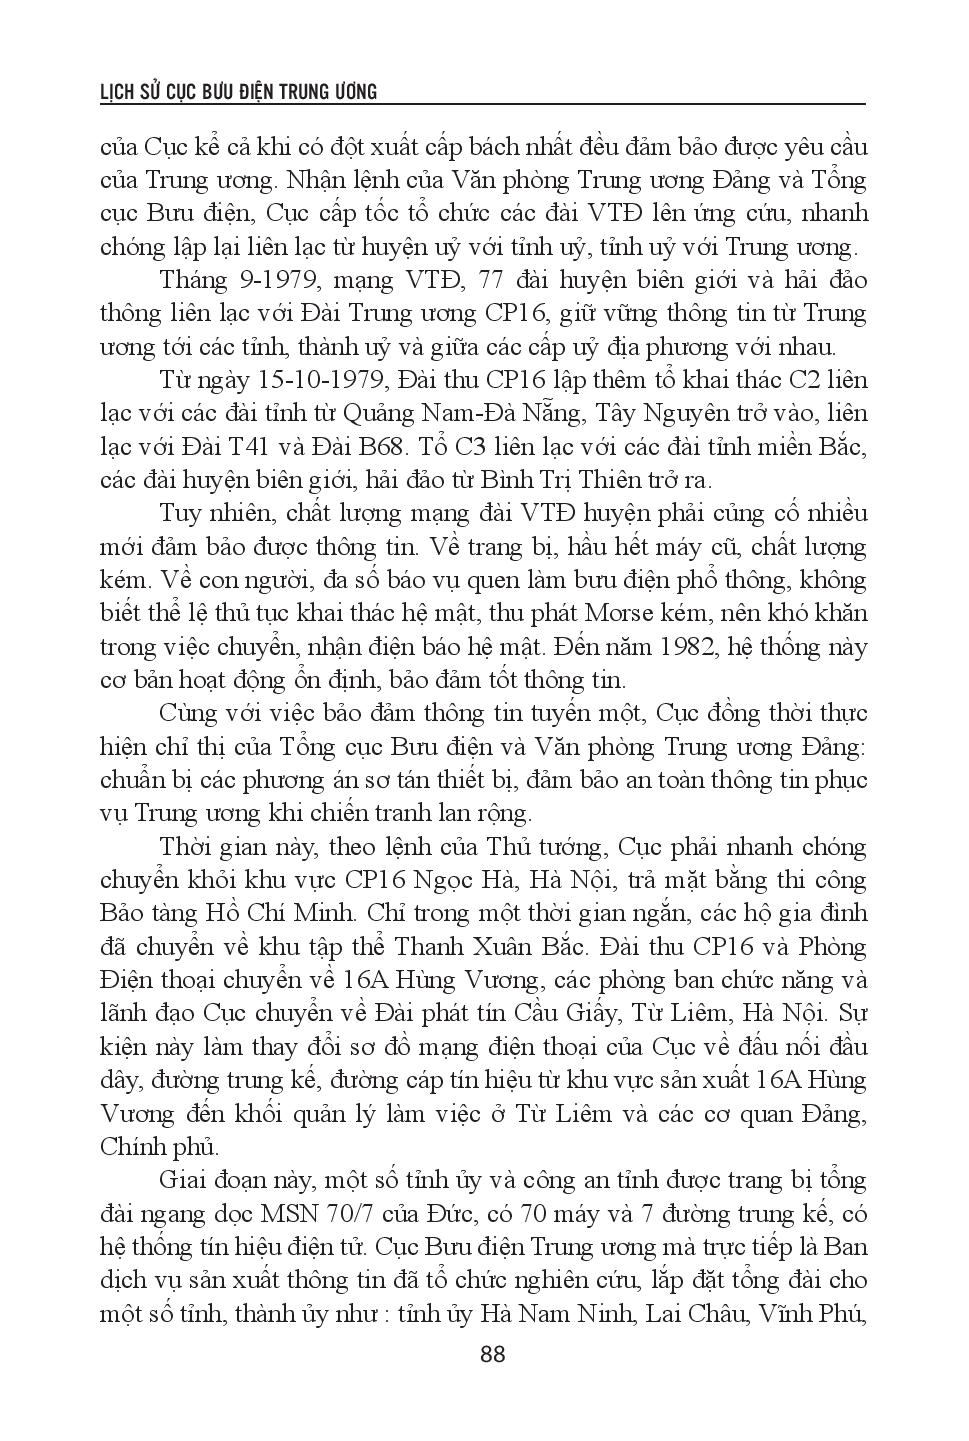 LỊCH SỬ CỤC BƯU ĐIỆN TRUNG ƯƠNG
của Cục kể cả khi có đột xuất cấp bách nhất đều đảm bảo được yêu cầu
của Trung ương. Nhận lệnh của Văn phòng Trung ương Đảng và Tổng
cục Bưu điện, Cục cấp tốc tổ chức các đài VTĐ lên ứng cứu, nhanh
chóng lập lại liên lạc từ huyện uỷ với tỉnh uỷ, tỉnh uỷ với Trung ương.
Tháng 9-1979, mạng VTĐ, 77 đài huyện biên giới và hải đảo
thông liên lạc với Đài Trung ương CP16, giữ vững thông tin từ Trung
ương tới các tỉnh, thành uỷ và giữa các cấp uỷ địa phương với nhau.
Từ ngày 15-10-1979, Đài thu CP16 lập thêm tổ khai thác C2 liên
lạc với các đài tỉnh từ Quảng Nam-Đà Nẵng, Tây Nguyên trở vào, liên
lạc với Đài T41 và Đài B68. Tổ C3 liên lạc với các đài tỉnh miền Bắc,
các đài huyện biên giới, hải đảo từ Bình Trị Thiên trở ra.
Tuy nhiên, chất lượng mạng đài VTĐ huyện phải củng cố nhiều
mới đảm bảo được thông tin. Về trang bị, hầu hết máy cũ, chất lượng
kém. Về con người, đa số báo vụ quen làm bưu điện phổ thông, không
biết thể lệ thủ tục khai thác hệ mật, thu phát Morse kém, nên khó khăn
trong việc chuyển, nhận điện báo hệ mật. Đến năm 1982, hệ thống này
cơ bản hoạt động ổn định, bảo đảm tốt thông tin.
Cùng với việc bảo đảm thông tin tuyến một, Cục đồng thời thực
hiện chỉ thị của Tổng cục Bưu điện và Văn phòng Trung ương Đảng:
chuẩn bị các phương án sơ tán thiết bị, đảm bảo an toàn thông tin phục
vụ Trung ương khi chiến tranh lan rộng.
Thời gian này, theo lệnh của Thủ tướng, Cục phải nhanh chóng
chuyển khỏi khu vực CP16 Ngọc Hà, Hà Nội, trả mặt bằng thi công
Bảo tàng Hồ Chí Minh. Chỉ trong một thời gian ngắn, các hộ gia đình
đã chuyển về khu tập thể Thanh Xuân Bắc. Đài thu CP16 và Phòng
Điện thoại chuyển về 16A Hùng Vương, các phòng ban chức năng và
lãnh đạo Cục chuyển về Đài phát tín Cầu Giấy, Từ Liêm, Hà Nội. Sự
kiện này làm thay đổi sơ đồ mạng điện thoại của Cục về đấu nối đầu
dây, đường trung kế, đường cáp tín hiệu từ khu vực sản xuất 16A Hùng
Vương đến khối quản lý làm việc ở Từ Liêm và các cơ quan Đảng,
Chính phủ.
Giai đoạn này, một số tỉnh ủy và công an tỉnh được trang bị tổng
đài ngang dọc MSN 70/7 của Đức, có 70 máy và 7 đường trung kế, có
hệ thống tín hiệu điện tử. Cục Bưu điện Trung ương mà trực tiếp là Ban
dịch vụ sản xuất thông tin đã tổ chức nghiên cứu, lắp đặt tổng đài cho
một số tỉnh, thành ủy như : tỉnh ủy Hà Nam Ninh, Lai Châu, Vĩnh Phú,
88